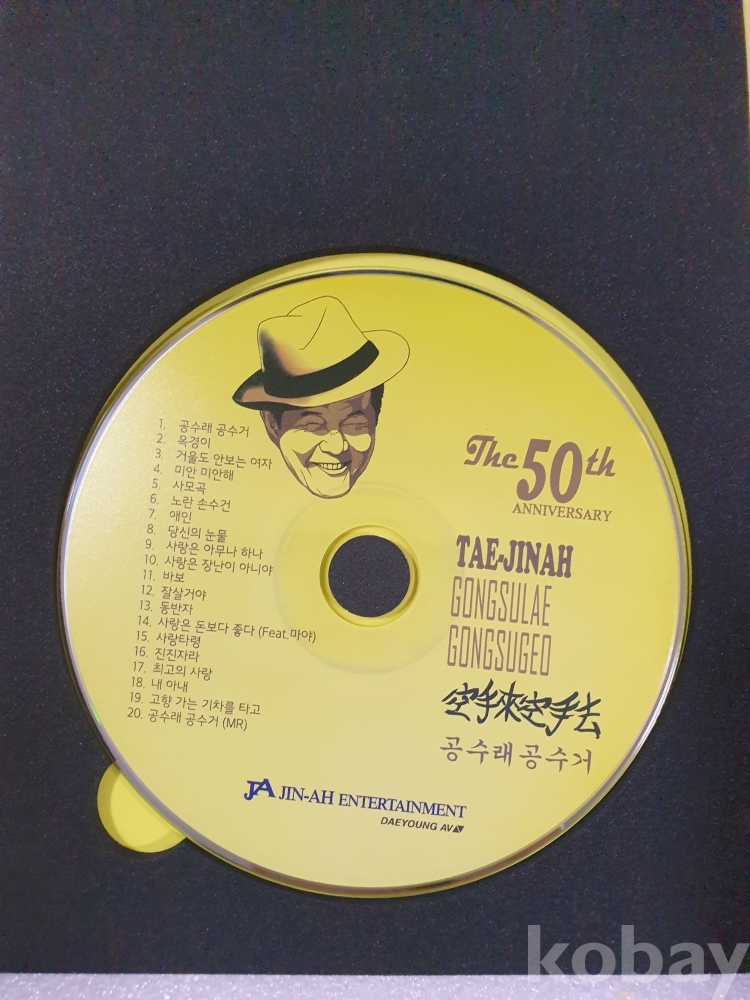 1. 공수래 공수거
2. 옥경이
3. 거울도 안보는 여자
4. 미안 미안해
5. 사모곡
6. 노란 손수건
7. 애인
8. 당신의 눈물
9. 사랑은 아무나 하나
10. 사랑은 장난이 아니야
11. 바보
12. 잘살거야
13. 동반자
14. 사랑은 돈보다 좋다 (Feat.마야)
15. 사랑타령
16. 진진자라
17. 최고의 사랑
18. 내 아내
19. 고향 가는 기차를 타고
20. 공수래 공수거 (MR)
The 50th
ANNIVERSARY
TAE-JINAH
GONGSULAE
GONGSUGEO
空手來空手去
공수래공수거
JA JIN-AH ENTERTAINMENT
DAEYOUNG AV
kobay